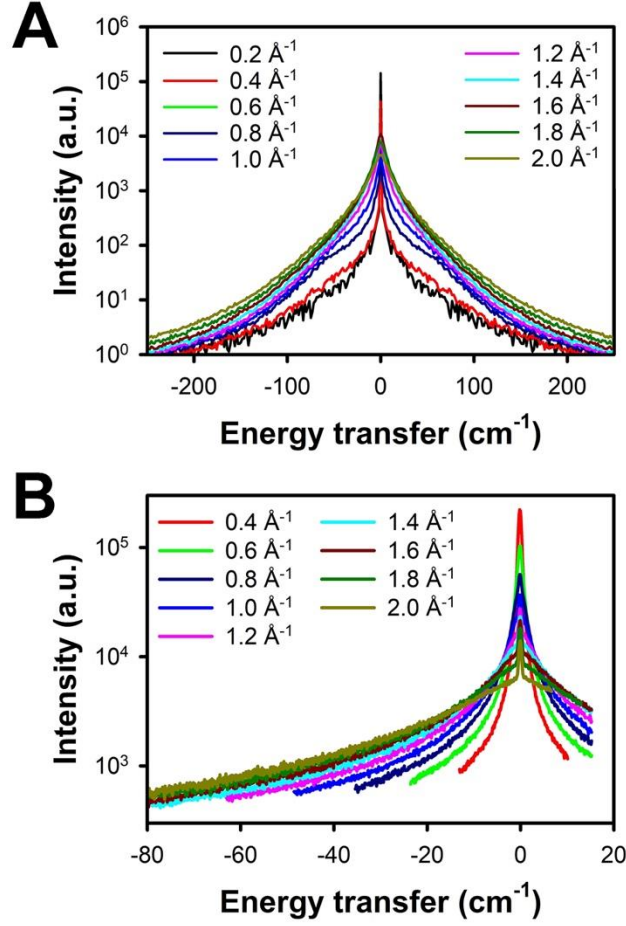 A
Intensity (a.u.)
10⁶
10⁵
10⁴
10³
10²
10¹
10⁰
0.2 Å⁻¹
0.4 Å⁻¹
0.6 Å⁻¹
0.8 Å⁻¹
1.0 Å⁻¹
1.2 Å⁻¹
1.4 Å⁻¹
1.6 Å⁻¹
1.8 Å⁻¹
2.0 Å⁻¹
-200 -100 0 100 200
Energy transfer (cm⁻¹)
B
Intensity (a.u.)
10⁵
10⁴
10³
0.4 Å⁻¹
0.6 Å⁻¹
0.8 Å⁻¹
1.0 Å⁻¹
1.2 Å⁻¹
1.4 Å⁻¹
1.6 Å⁻¹
1.8 Å⁻¹
2.0 Å⁻¹
-80 -60 -40 -20 0 20
Energy transfer (cm⁻¹)